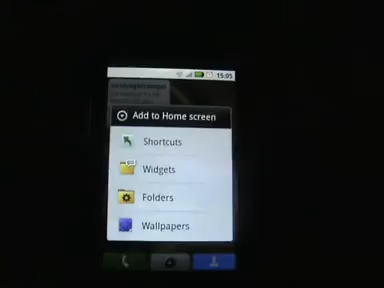 15:05
Add to Home screen
Shortcuts
Widgets
Folders
Wallpapers